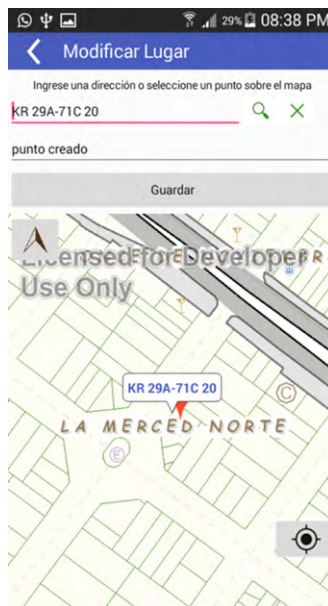 29% 08:38 PM
Modificar Lugar
Ingrese una dirección o seleccione un punto sobre el mapa
KR 29A-71C 20
punto creado
Guardar
Licensed for Developer
Use Only
KR 29A-71C 20
LA MERCED NORTE
C
E